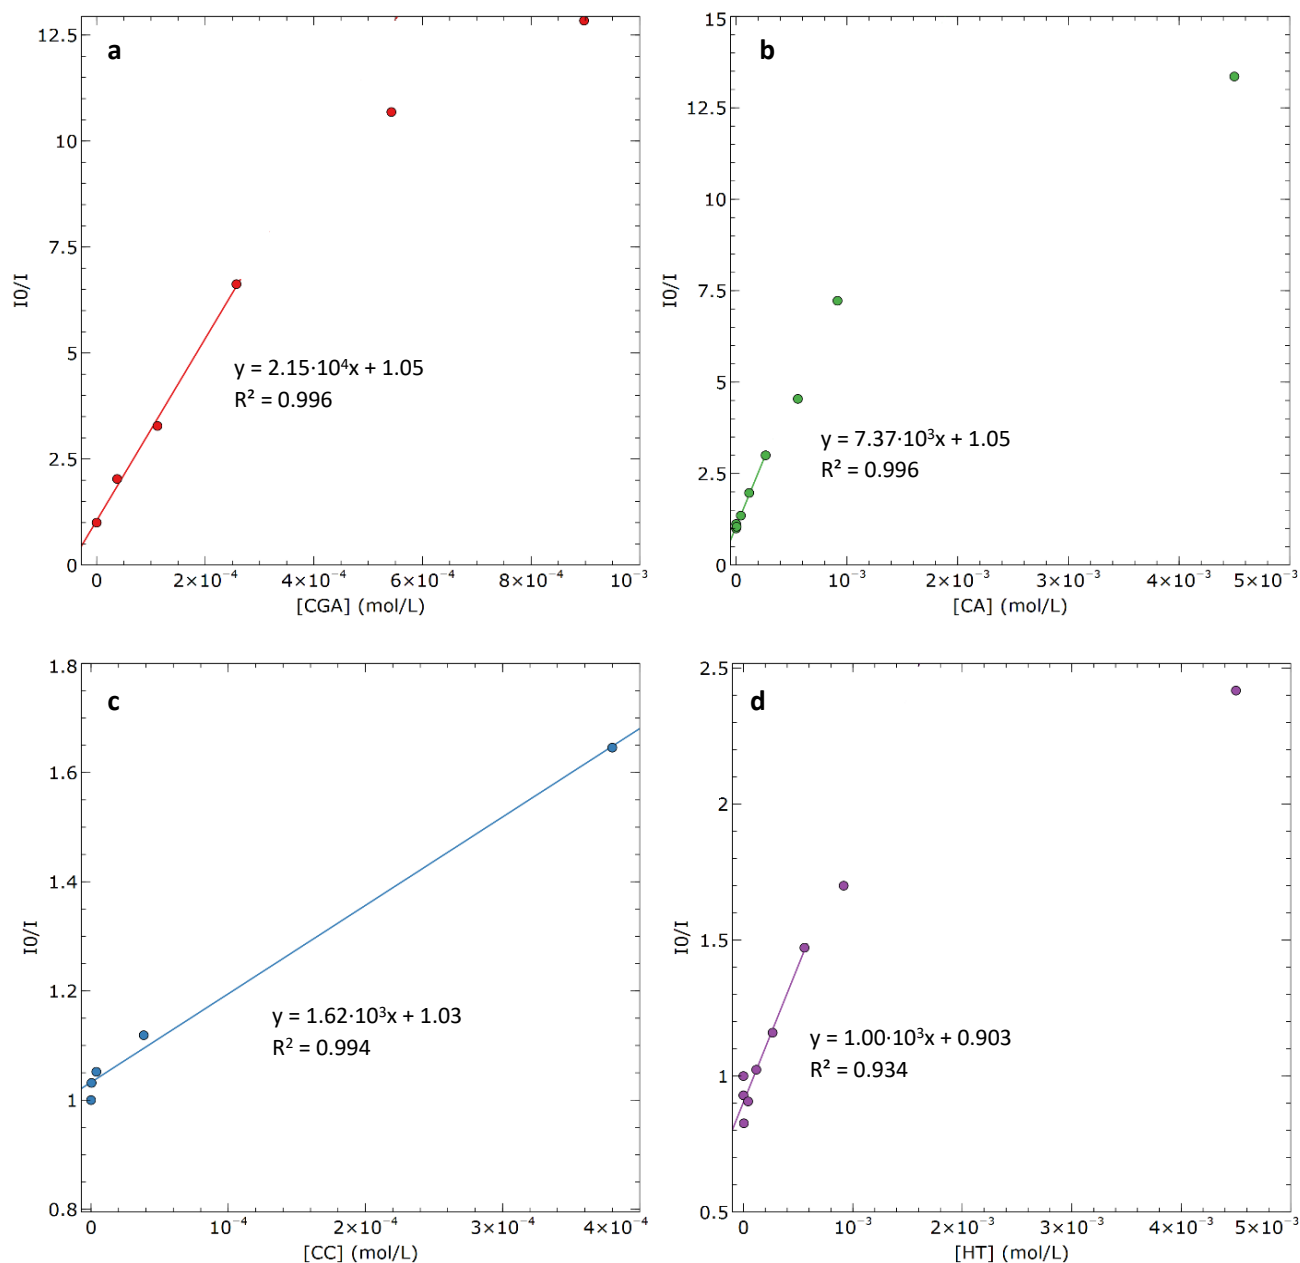 a
12.5
10
7.5
5
2.5
0
I0/I
y = 2.15·10⁴x + 1.05
R² = 0.996
0 2×10⁻⁴ 4×10⁻⁴ 6×10⁻⁴ 8×10⁻⁴ 10⁻³
[CGA] (mol/L)
b
15
12.5
10
7.5
5
2.5
0
I0/I
y = 7.37·10³x + 1.05
R² = 0.996
0 10⁻³ 2×10⁻³ 3×10⁻³ 4×10⁻³ 5×10⁻³
[CA] (mol/L)
c
1.8
1.6
1.4
1.2
1
0.8
I0/I
y = 1.62·10³x + 1.03
R² = 0.994
0 10⁻⁴ 2×10⁻⁴ 3×10⁻⁴ 4×10⁻⁴
[CC] (mol/L)
d
2.5
2
1.5
1
0.5
I0/I
y = 1.00·10³x + 0.903
R² = 0.934
0 10⁻³ 2×10⁻³ 3×10⁻³ 4×10⁻³ 5×10⁻³
[HT] (mol/L)